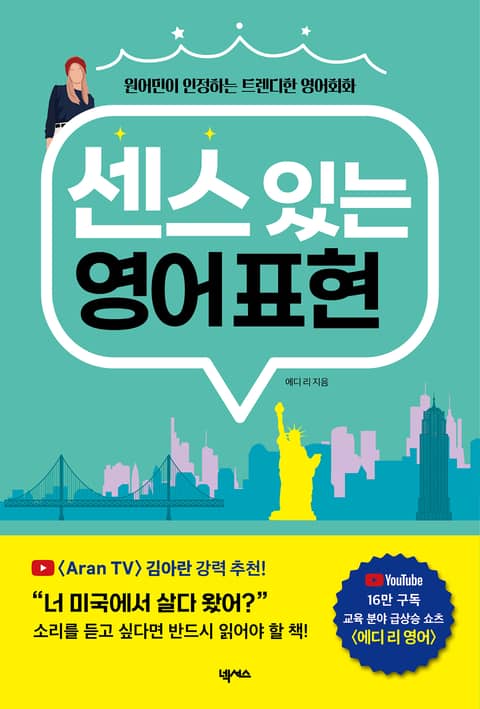 원어민이 인정하는 트렌디한 영어회화
센스 있는
영어 표현
에디 리 지음
〈Aran TV〉 김아란 강력 추천!
“너 미국에서 살다 왔어?”
소리를 듣고 싶다면 반드시 읽어야 할 책!
YouTube
16만 구독
교육 분야 급상승 쇼츠
〈에디 리 영어〉
넥서스